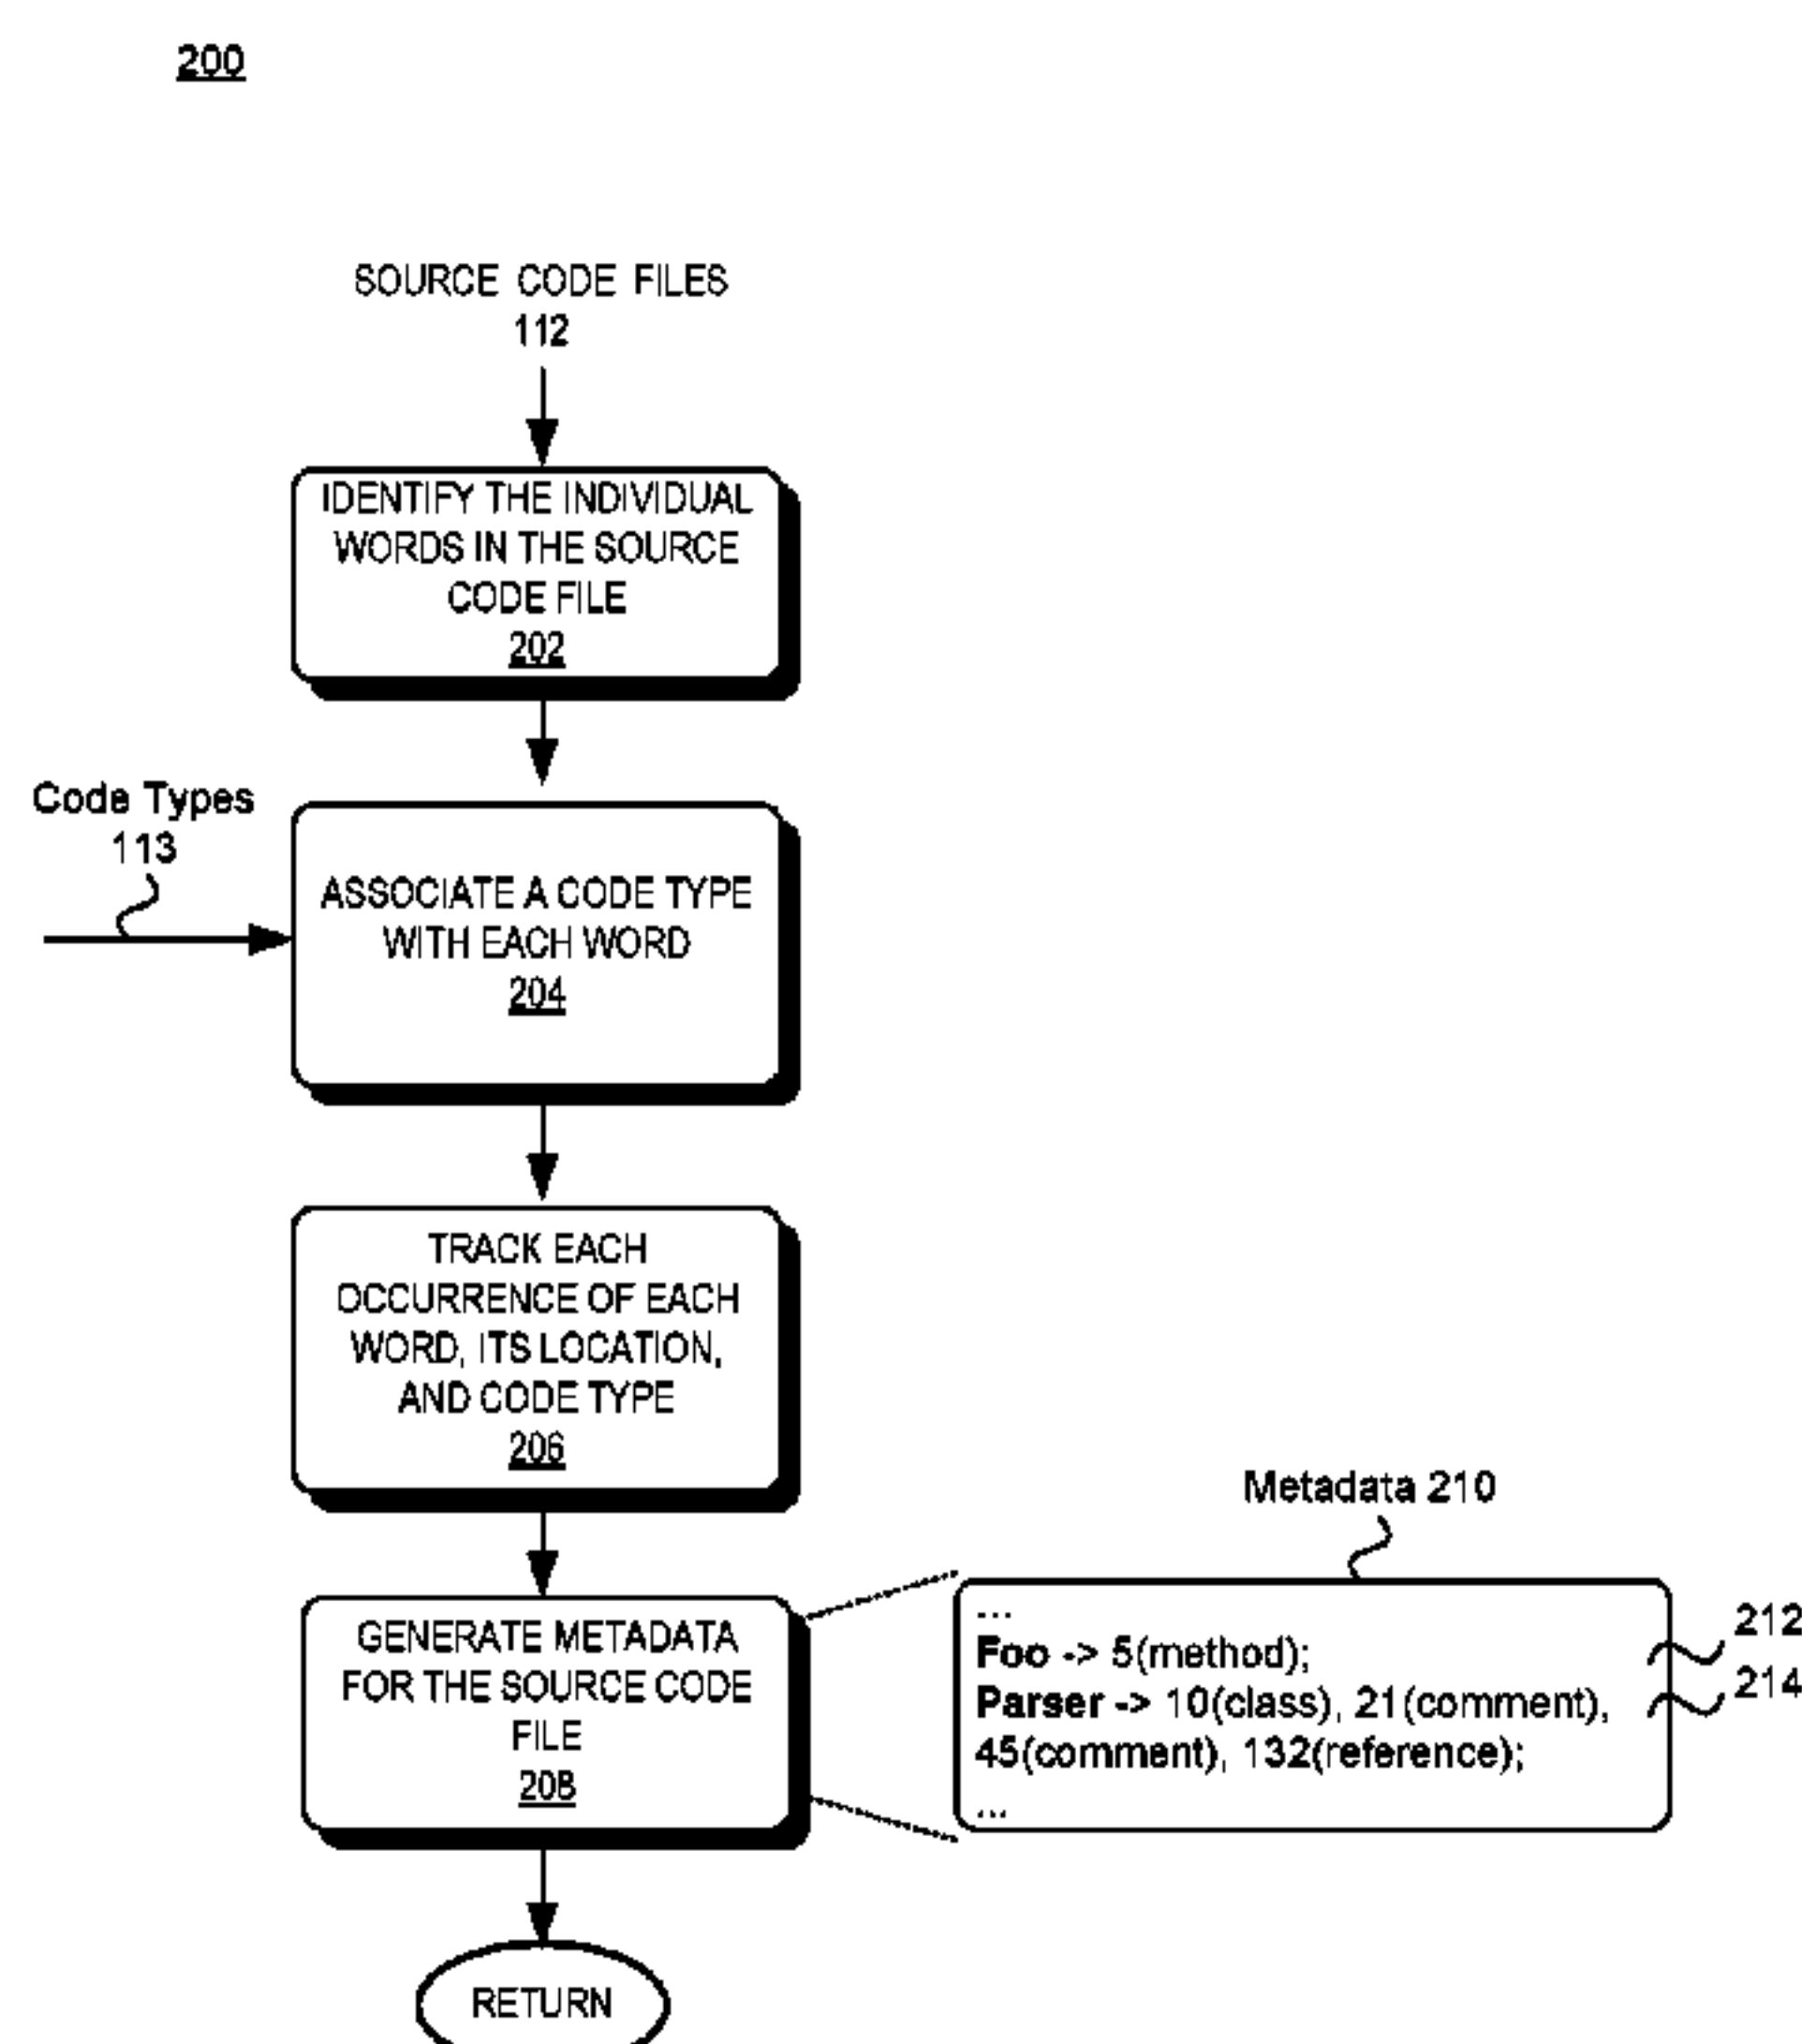 200
SOURCE CODE FILES
112
IDENTIFY THE INDIVIDUAL
WORDS IN THE SOURCE
CODE FILE
202
Code Types
113
ASSOCIATE A CODE TYPE
WITH EACH WORD
204
TRACK EACH
OCCURRENCE OF EACH
WORD, ITS LOCATION,
AND CODE TYPE
206
GENERATE METADATA
FOR THE SOURCE CODE
FILE
208
Metadata 210
...
Foo -> 5(method);
Parser -> 10(class), 21(comment),
45(comment), 132(reference);
...
212
214
RETURN